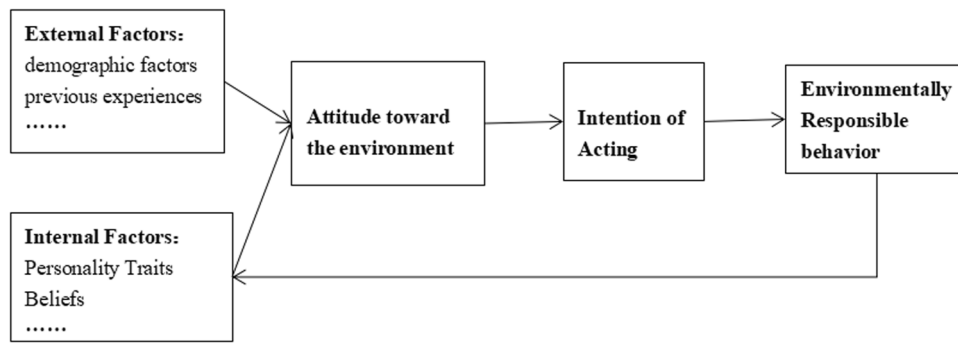 External Factors:
demographic factors
previous experiences
……
Attitude toward
the environment
Intention of
Acting
Environmentally
Responsible
behavior
Internal Factors:
Personality Traits
Beliefs
……